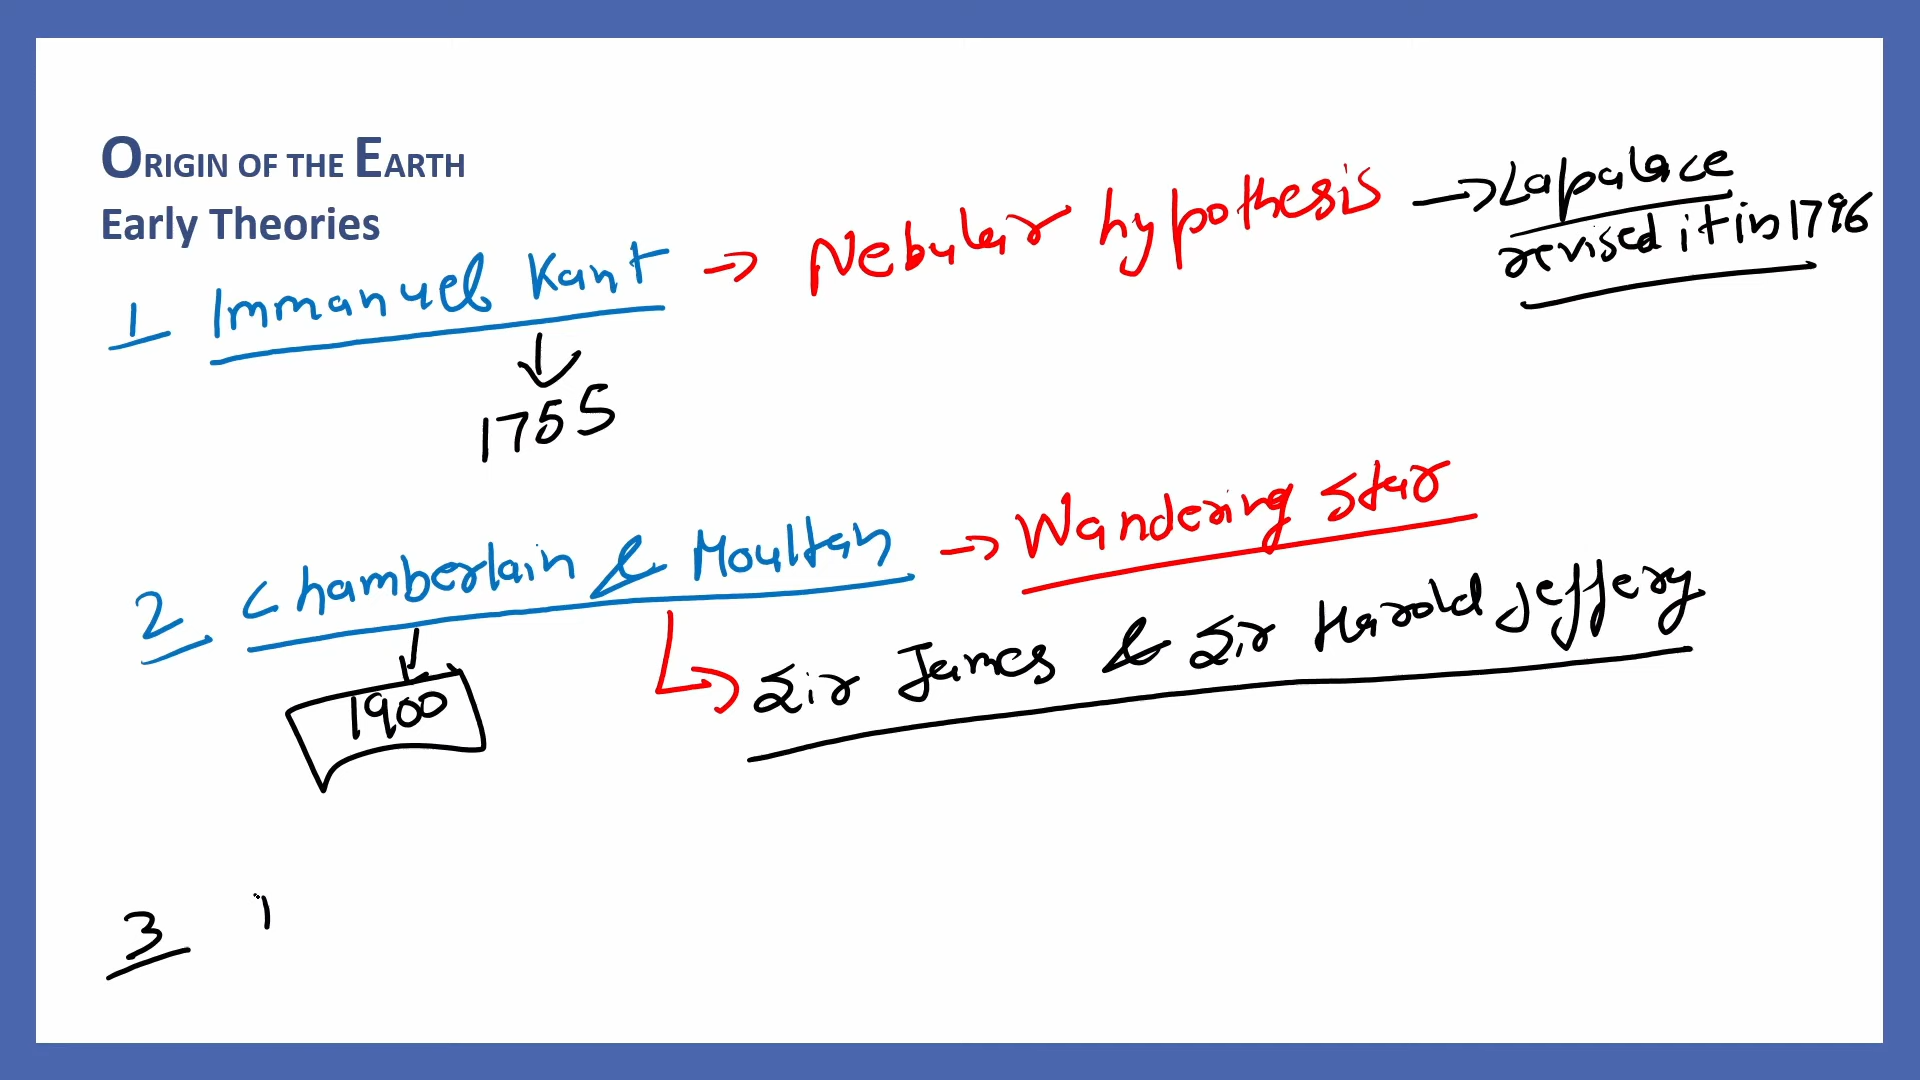 ORIGIN OF THE EARTH
Early Theories
1 Immanuel Kant → Nebular hypothesis → Lapalace
revised it in 1796
1755
2 Chamberlain & Moultan → Wandering star
Sir James & Sir Harold Jeffery
1900
3